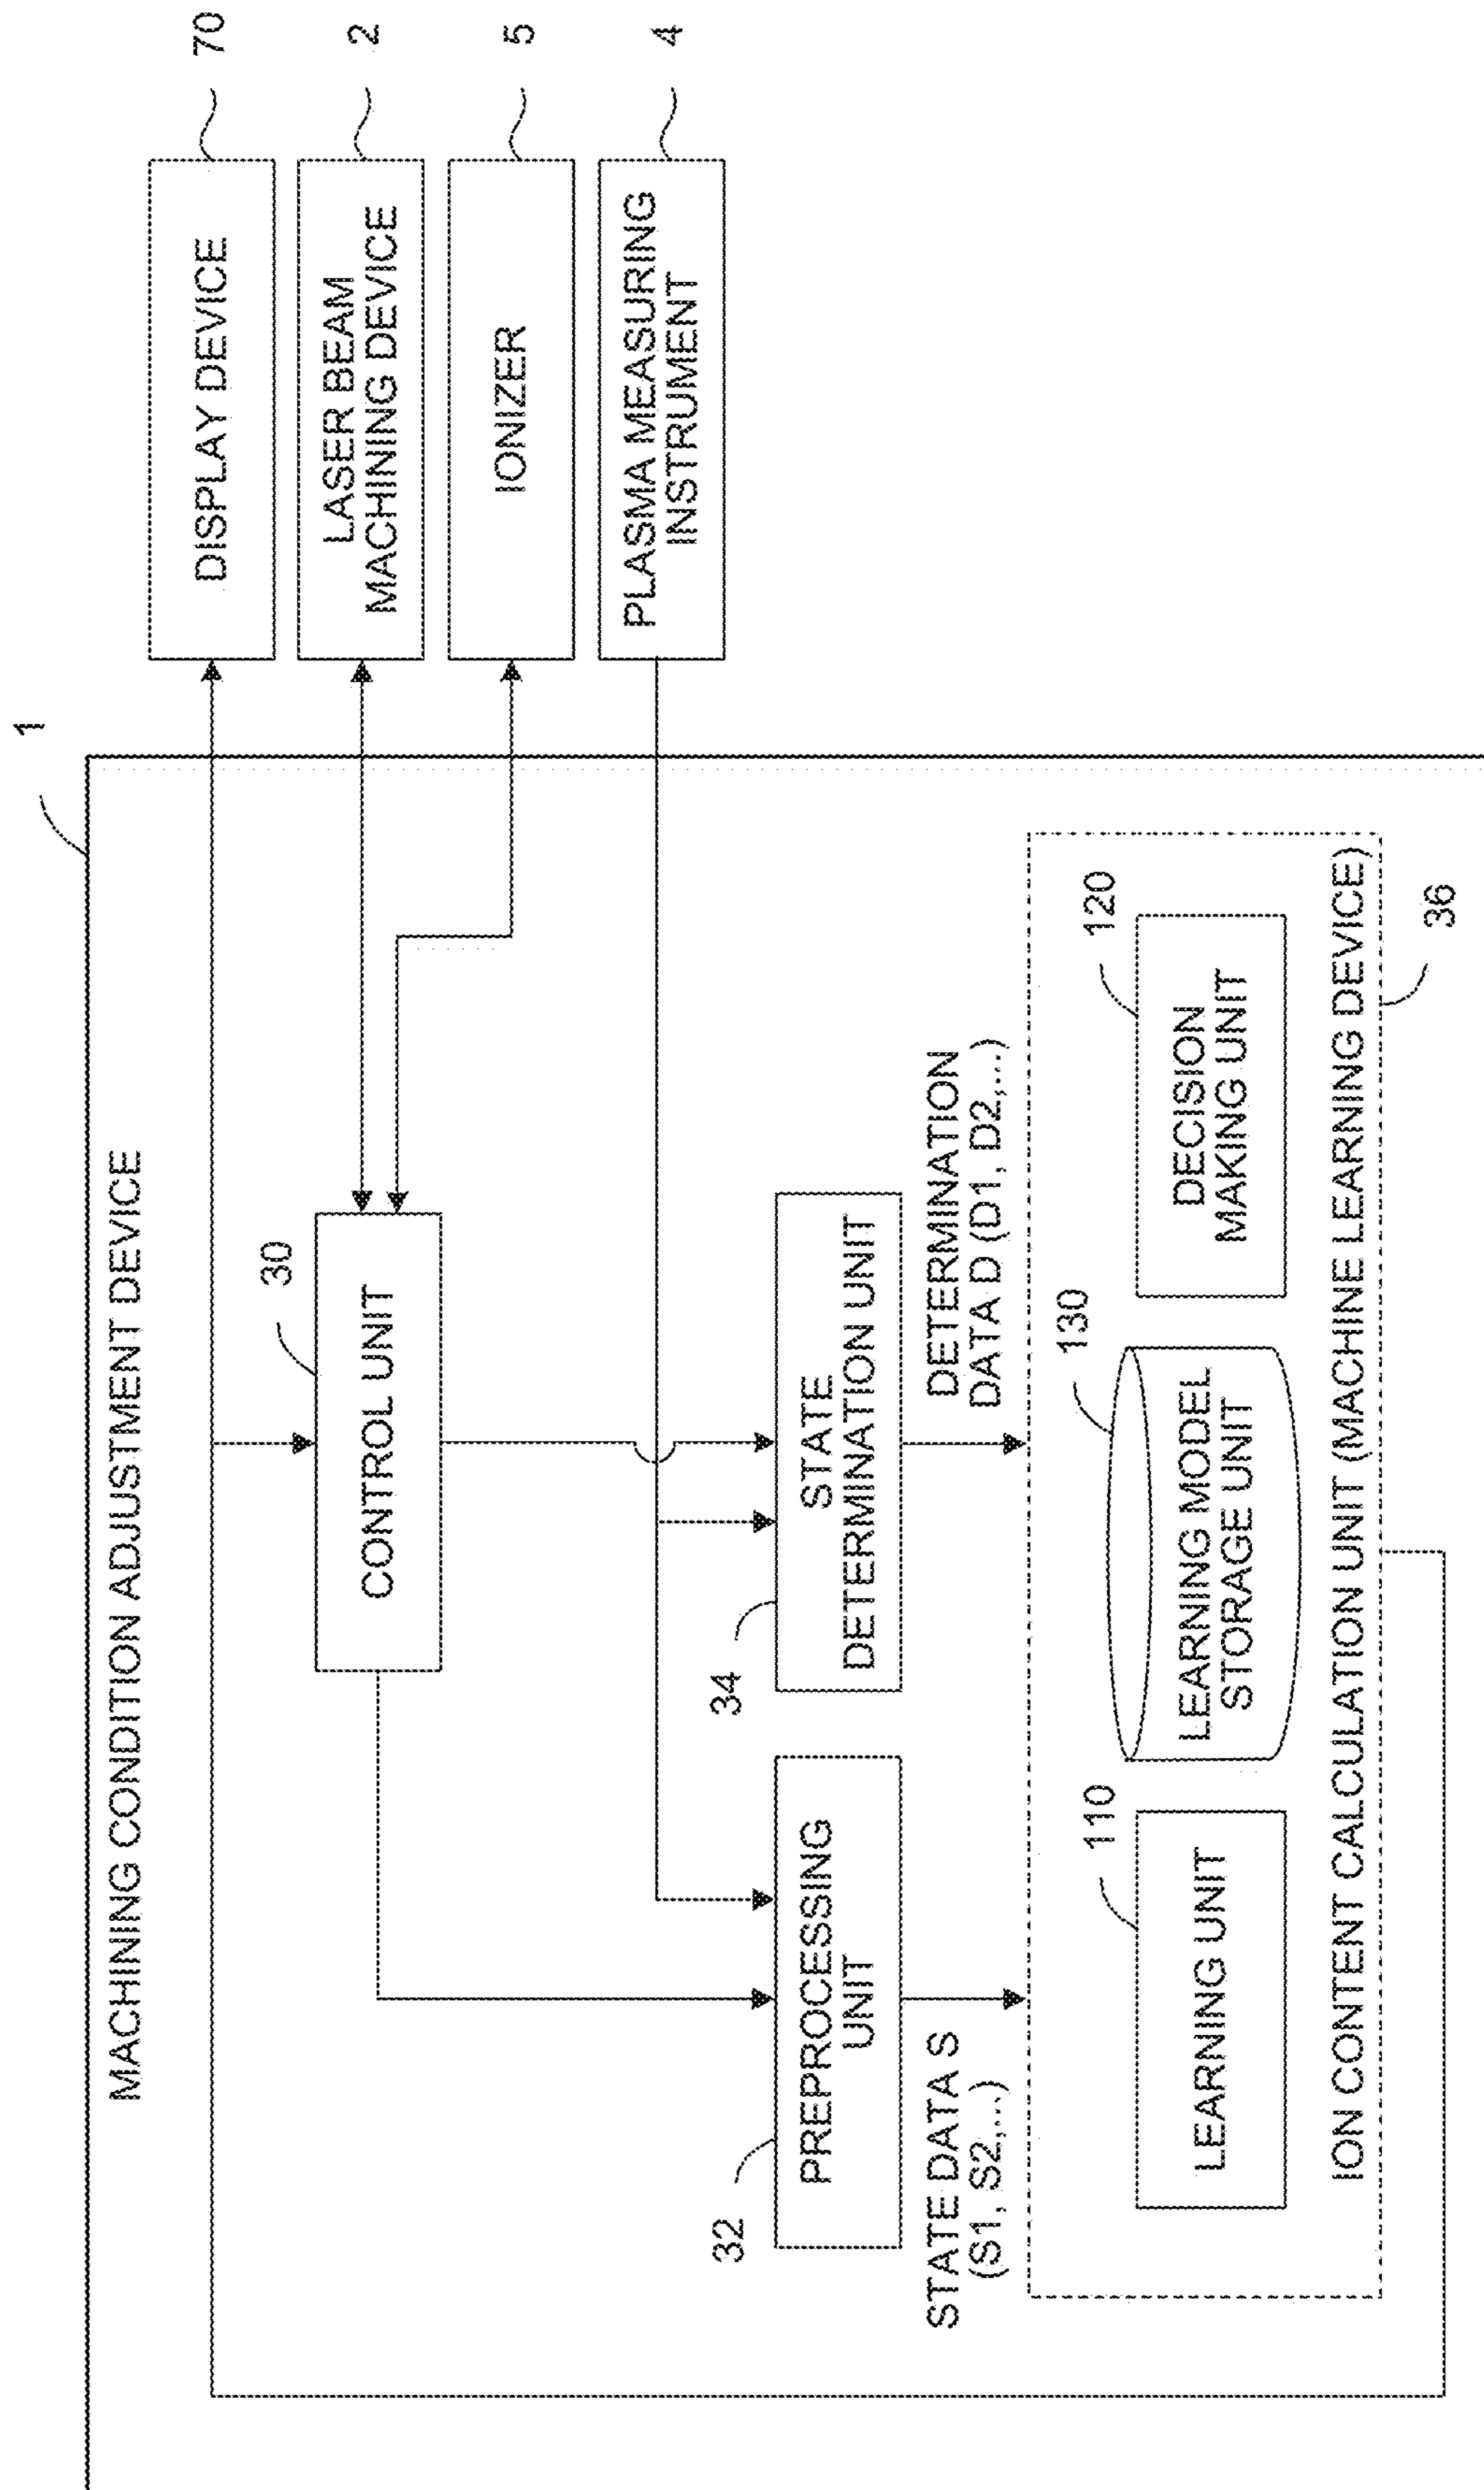 1
MACHINING CONDITION ADJUSTMENT DEVICE
70
DISPLAY DEVICE
2
LASER BEAM
MACHINING DEVICE
5
IONIZER
4
PLASMA MEASURING
INSTRUMENT
30
CONTROL UNIT
32
PREPROCESSING
UNIT
34
STATE
DETERMINATION UNIT
STATE DATA S
(S1, S2,...)
DETERMINATION
DATA D (D1, D2,...)
110
LEARNING UNIT
130
LEARNING MODEL
STORAGE UNIT
120
DECISION
MAKING UNIT
ION CONTENT CALCULATION UNIT (MACHINE LEARNING DEVICE)
36